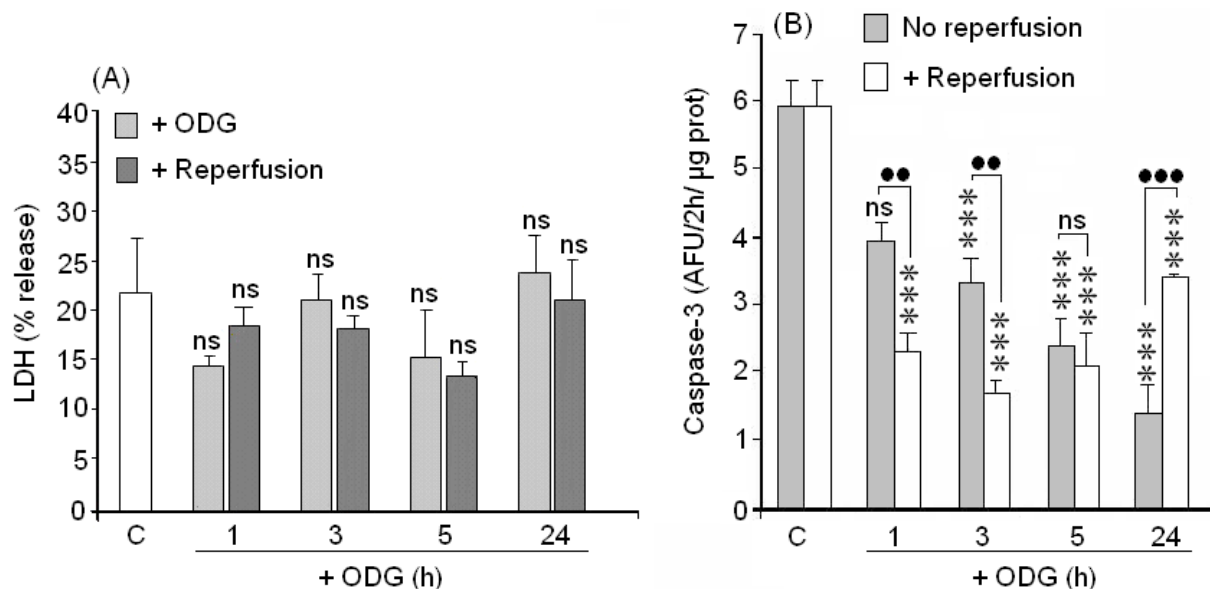 (A)
40
35
30
25
20
15
10
5
0
LDH (% release)
+ ODG
+ Reperfusion
ns ns ns ns ns ns ns ns
C 1 3 5 24
+ ODG (h)
(B)
7
6
5
4
3
2
1
0
Caspase-3 (AFU/2h/ µg prot)
No reperfusion
+ Reperfusion
●● ●● ns ●●●
ns *** *** *** *** *** *** ***
C 1 3 5 24
+ ODG (h)